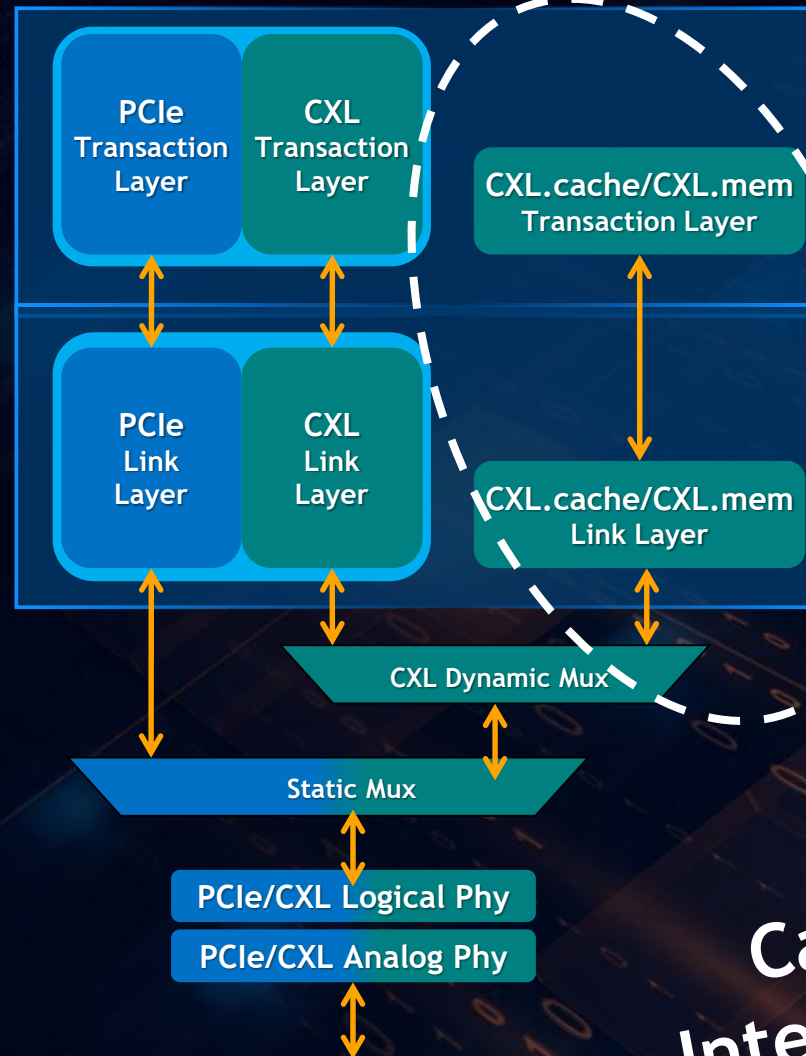 PCIe
Transaction
Layer
CXL
Transaction
Layer
CXL.cache/CXL.mem
Transaction Layer
PCIe
Link
Layer
CXL
Link
Layer
CXL.cache/CXL.mem
Link Layer
CXL Dynamic Mux
Static Mux
PCIe/CXL Logical Phy
PCIe/CXL Analog Phy